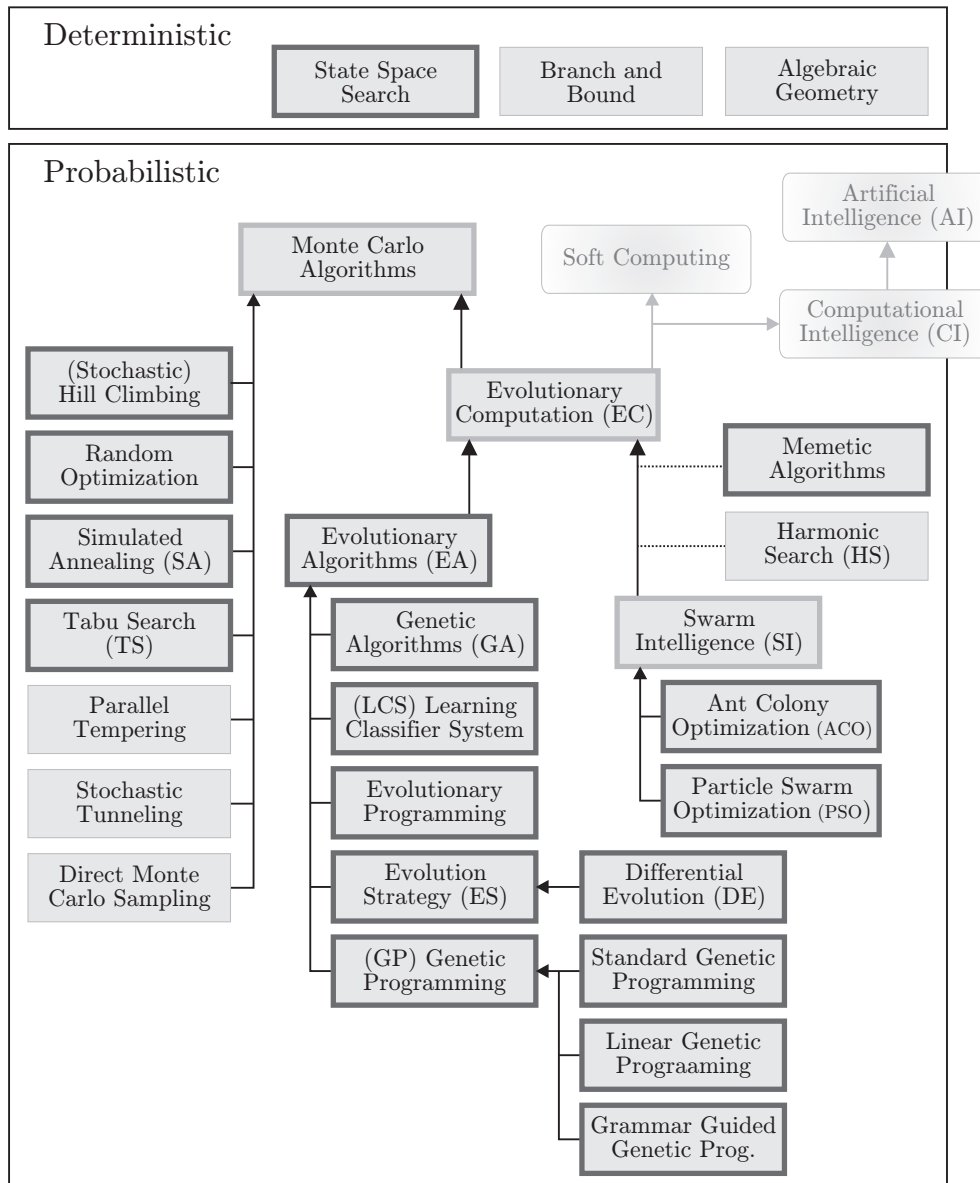 Deterministic
State Space
Search
Branch and
Bound
Algebraic
Geometry
Probabilistic
Artificial
Intelligence (AI)
Monte Carlo
Algorithms
Soft Computing
Computational
Intelligence (CI)
(Stochastic)
Hill Climbing
Evolutionary
Computation (EC)
Random
Optimization
Memetic
Algorithms
Simulated
Annealing (SA)
Evolutionary
Algorithms (EA)
Harmonic
Search (HS)
Tabu Search
(TS)
Genetic
Algorithms (GA)
Swarm
Intelligence (SI)
Parallel
Tempering
(LCS) Learning
Classifier System
Ant Colony
Optimization (ACO)
Stochastic
Tunneling
Evolutionary
Programming
Particle Swarm
Optimization (PSO)
Direct Monte
Carlo Sampling
Evolution
Strategy (ES)
Differential
Evolution (DE)
(GP) Genetic
Programming
Standard Genetic
Programming
Linear Genetic
Prograaming
Grammar Guided
Genetic Prog.